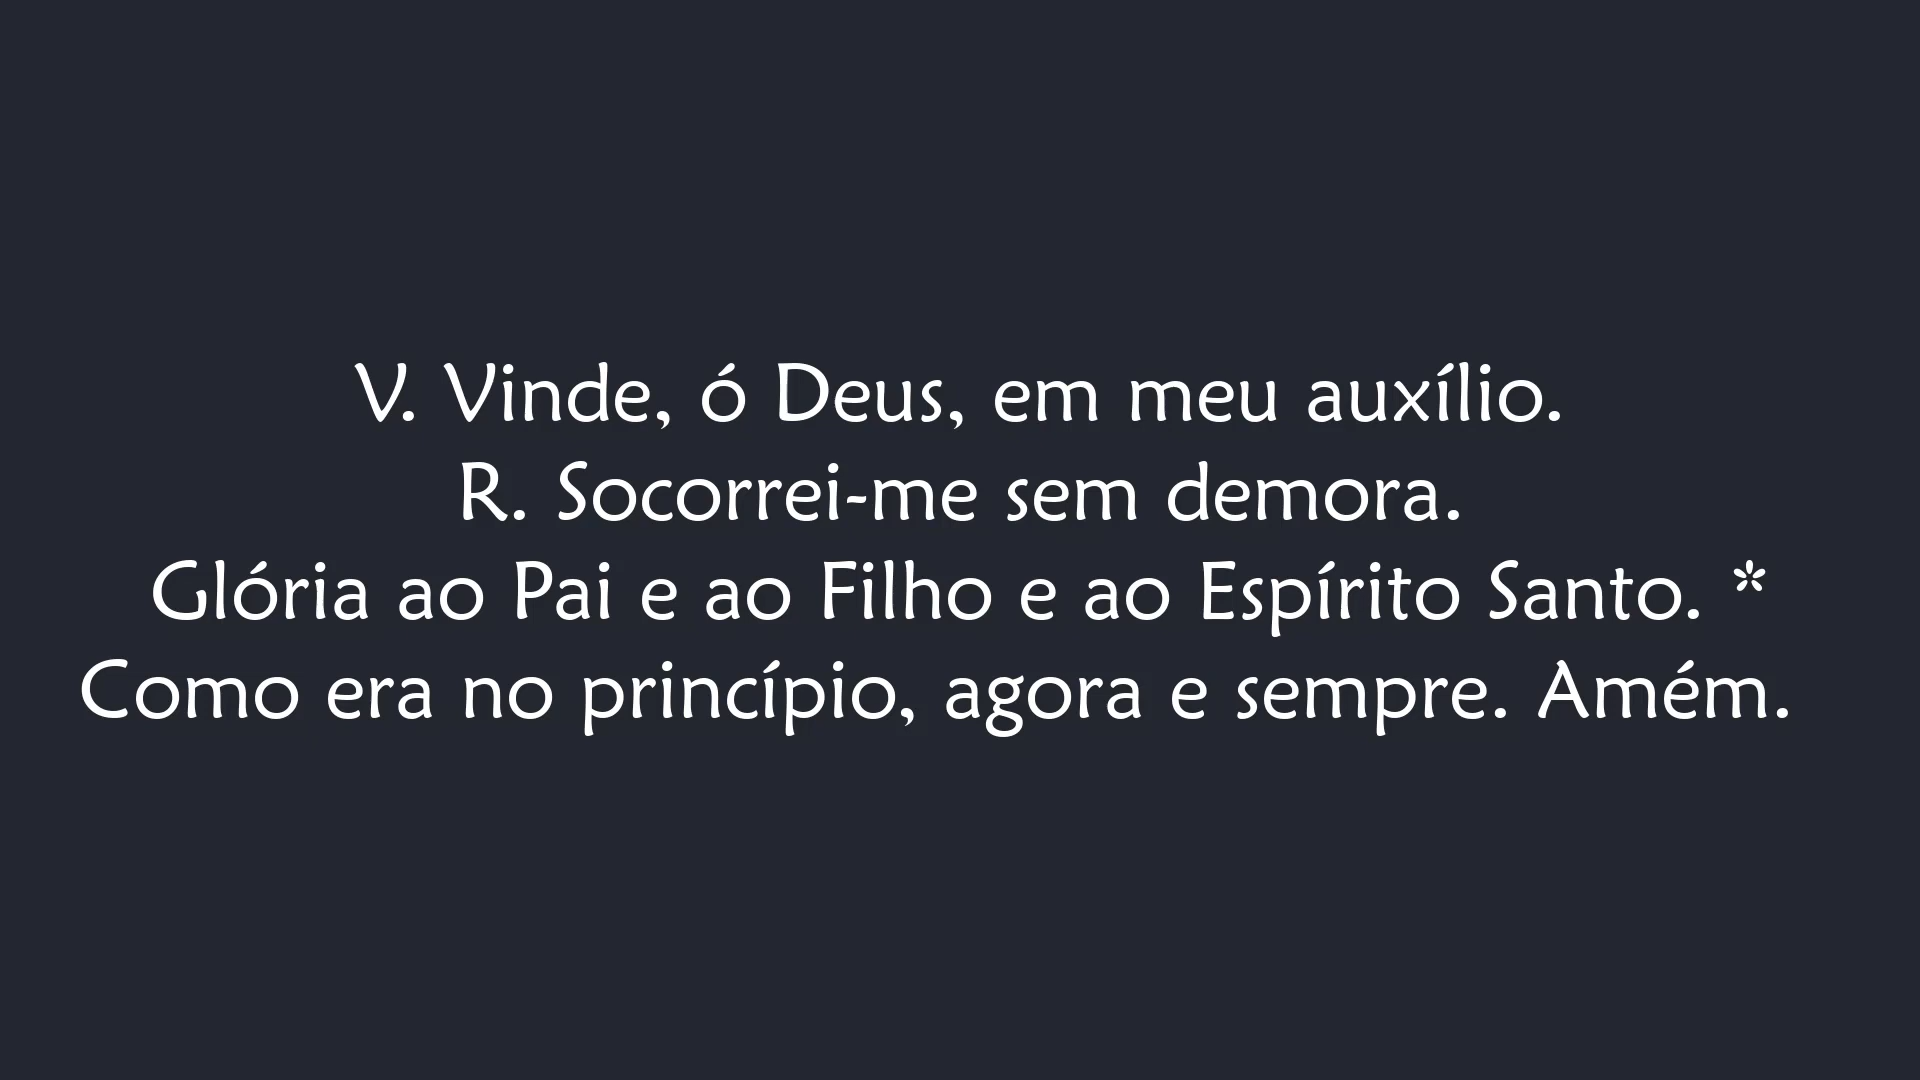 V. Vinde, ó Deus, em meu auxílio.
R. Socorrei-me sem demora.
Glória ao Pai e ao Filho e ao Espírito Santo. *
Como era no princípio, agora e sempre. Amém.